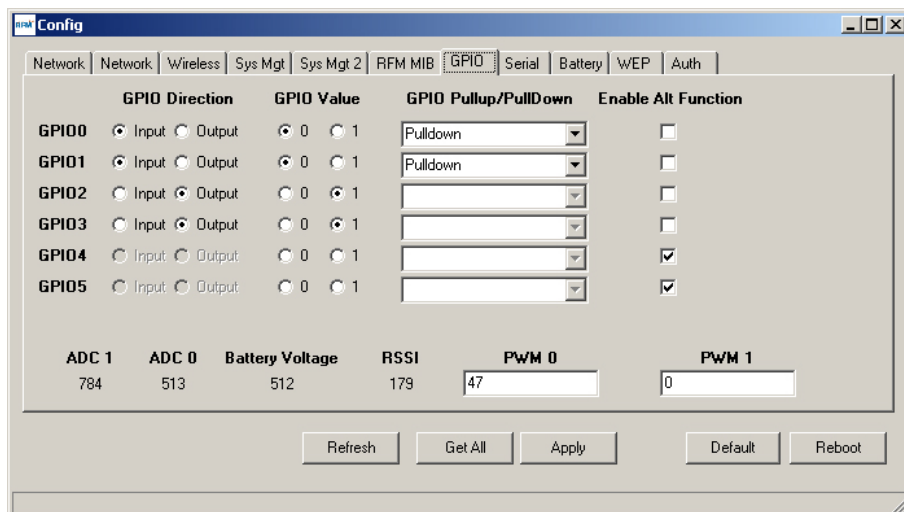 RFM Config
Network Network Wireless Sys Mgt Sys Mgt 2 RFM MIB GPIO Serial Battery WEP Auth
GPIO Direction GPIO Value GPIO Pullup/PullDown Enable Alt Function
GPIO0 Input Output 0 1 Pulldown
GPIO1 Input Output 0 1 Pulldown
GPIO2 Input Output 0 1
GPIO3 Input Output 0 1
GPIO4 Input Output 0 1
GPIO5 Input Output 0 1
ADC 1 ADC 0 Battery Voltage RSSI PWM 0 PWM 1
784 513 512 179 47 0
Refresh Get All Apply Default Reboot